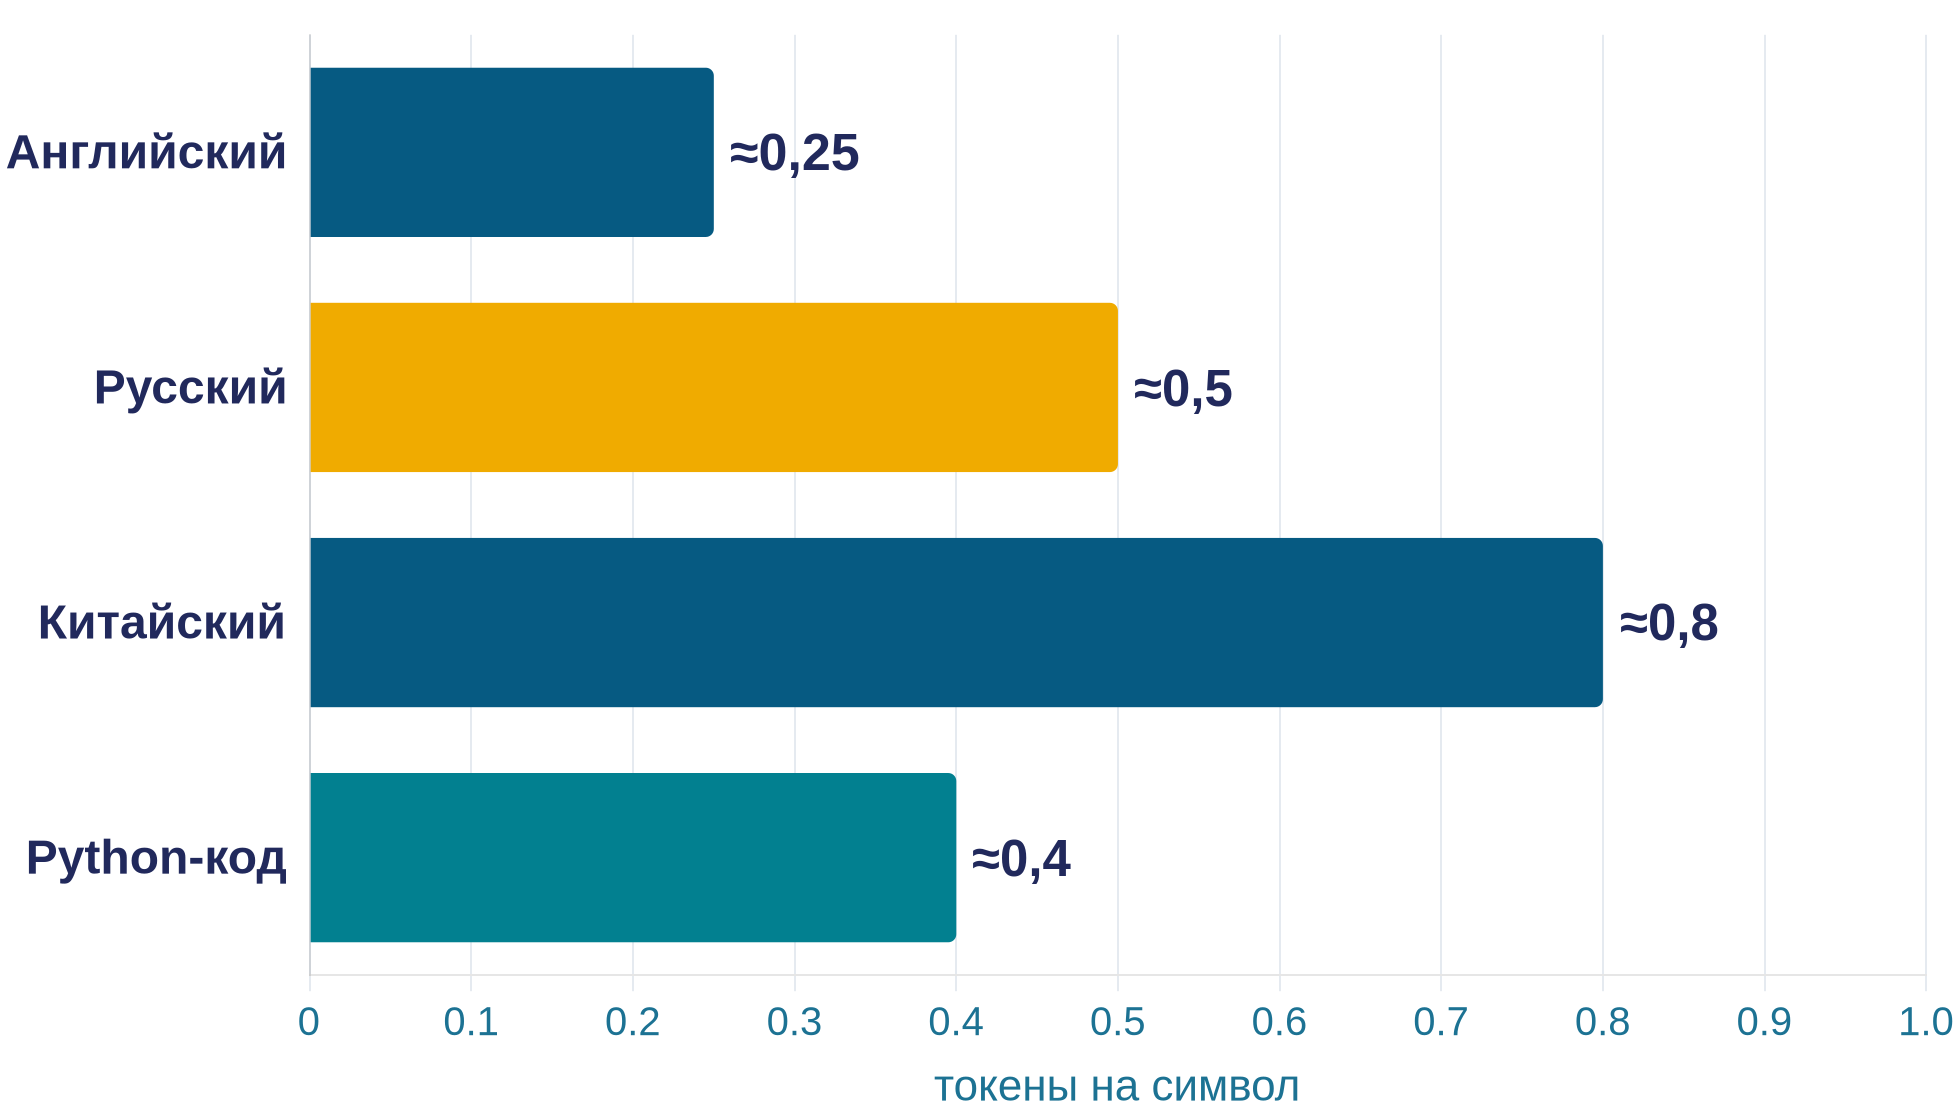 Английский
≈0,25
Русский
≈0,5
Китайский
≈0,8
Python-код
≈0,4
0 0.1 0.2 0.3 0.4 0.5 0.6 0.7 0.8 0.9 1.0
токены на символ